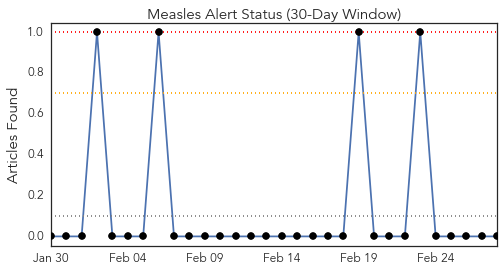 Measles Alert Status (30-Day Window)
Articles Found
1.0
0.8
0.6
0.4
0.2
0.0
Jan 30 Feb 04 Feb 09 Feb 14 Feb 19 Feb 24